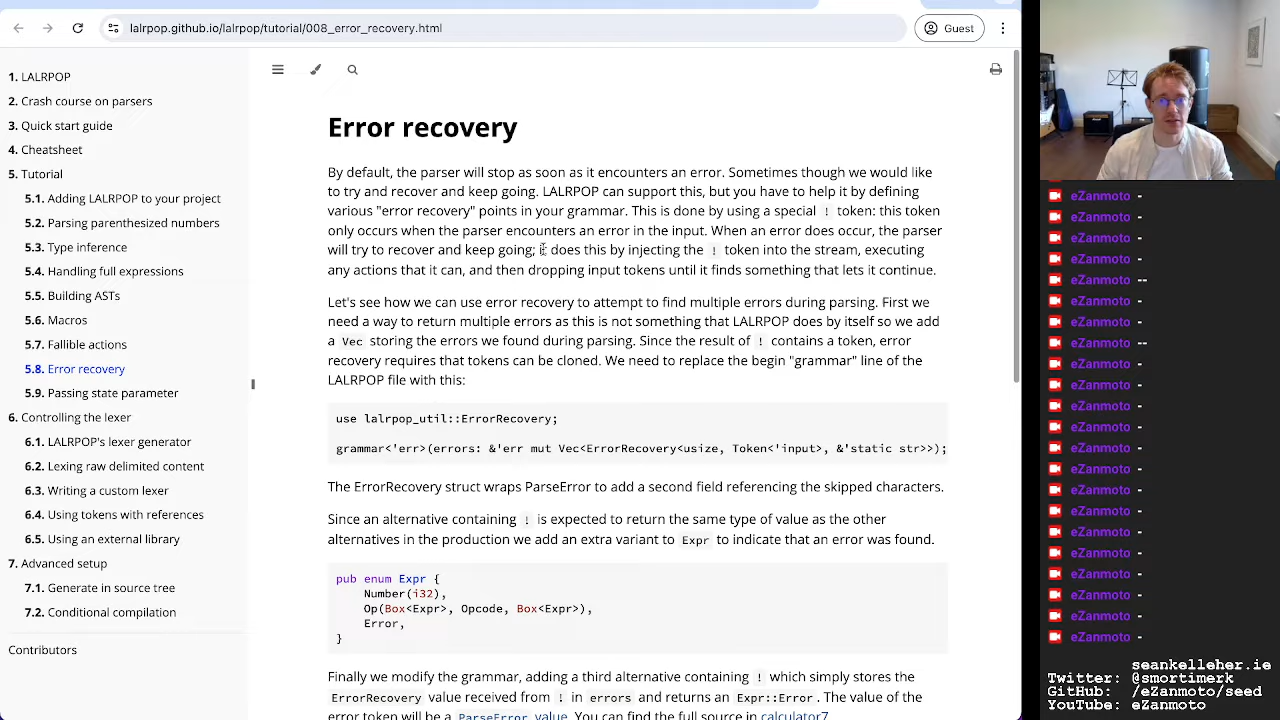 lalrpop.github.io/lalrpop/tutorial/008_error_recovery.html
Guest
1. LALRPOP
2. Crash course on parsers
3. Quick start guide
4. Cheatsheet
5. Tutorial
5.1. Adding LALRPOP to your project
5.2. Parsing parenthesized numbers
5.3. Type inference
5.4. Handling full expressions
5.5. Building ASTs
5.6. Macros
5.7. Fallible actions
5.8. Error recovery
5.9. Passing state parameter
6. Controlling the lexer
6.1. LALRPOP's lexer generator
6.2. Lexing raw delimited content
6.3. Writing a custom lexer
6.4. Using tokens with references
6.5. Using an external library
7. Advanced setup
7.1. Generate in source tree
7.2. Conditional compilation
Contributors
Error recovery
By default, the parser will stop as soon as it encounters an error. Sometimes though we would like
to try and recover and keep going. LALRPOP can support this, but you have to help it by defining
various "error recovery" points in your grammar. This is done by using a special ! token: this token
only occurs when the parser encounters an error in the input. When an error does occur, the parser
will try to recover and keep going; it does this by injecting the ! token into the stream, executing
any actions that it can, and then dropping input tokens until it finds something that lets it continue.
Let's see how we can use error recovery to attempt to find multiple errors during parsing. First we
need a way to return multiple errors as this is not something that LALRPOP does by itself so we add
a Vec storing the errors we found during parsing. Since the result of ! contains a token, error
recovery requires that tokens can be cloned. We need to replace the begin "grammar" line of the
LALRPOP file with this:
use lalrpop_util::ErrorRecovery;
grammar<'err>(errors: &'err mut Vec<ErrorRecovery<usize, Token<'input>, &'static str>>);
The ErrorRecovery struct wraps ParseError to add a second field referencing the skipped characters.
Since an alternative containing ! is expected to return the same type of value as the other
alternatives in the production we add an extra variant to Expr to indicate that an error was found.
pub enum Expr {
Number(i32),
Op(Box<Expr>, Opcode, Box<Expr>),
Error,
}
Finally we modify the grammar, adding a third alternative containing ! which simply stores the
ErrorRecovery value received from ! in errors and returns an Expr::Error. The value of the
error token will be a ParseError value. You can find the full source in calculator7
eZanmoto -
eZanmoto -
eZanmoto -
eZanmoto -
eZanmoto --
eZanmoto -
eZanmoto -
eZanmoto --
eZanmoto -
eZanmoto -
eZanmoto -
eZanmoto -
eZanmoto -
eZanmoto -
eZanmoto -
eZanmoto -
eZanmoto -
eZanmoto -
eZanmoto -
eZanmoto -
eZanmoto -
eZanmoto -
seankelleher.ie
Twitter: @smortimerk
GitHub: /eZanmoto/seed
YouTube: /eZanmoto